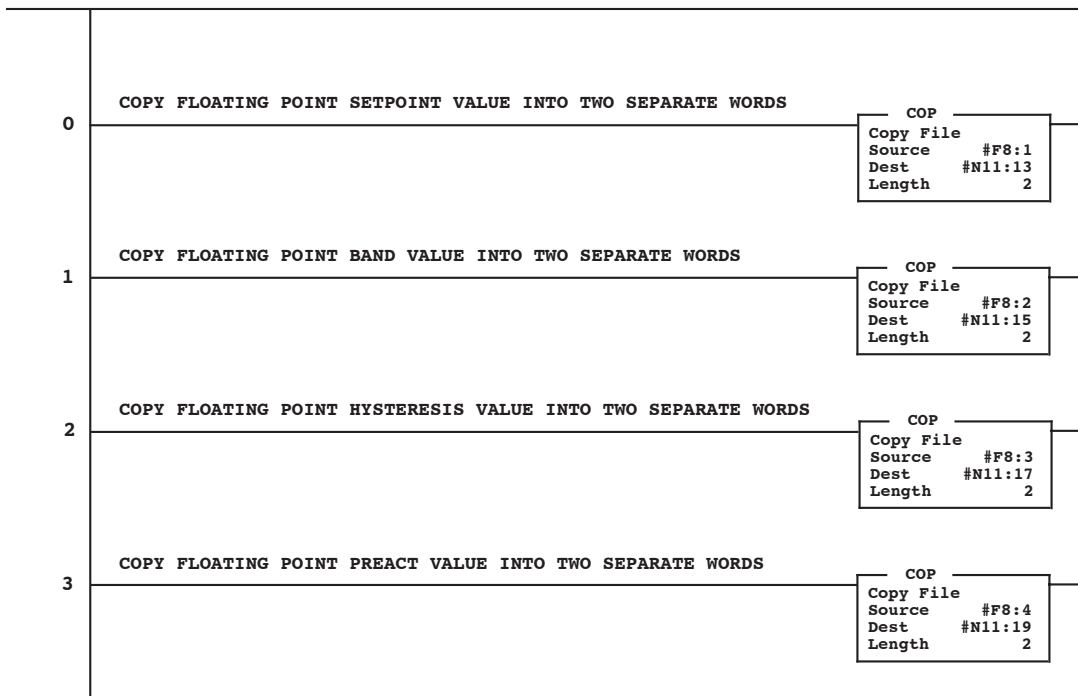 COPY FLOATING POINT SETPOINT VALUE INTO TWO SEPARATE WORDS
0
COP
Copy File
Source #F8:1
Dest #N11:13
Length 2
COPY FLOATING POINT BAND VALUE INTO TWO SEPARATE WORDS
1
COP
Copy File
Source #F8:2
Dest #N11:15
Length 2
COPY FLOATING POINT HYSTERESIS VALUE INTO TWO SEPARATE WORDS
2
COP
Copy File
Source #F8:3
Dest #N11:17
Length 2
COPY FLOATING POINT PREACT VALUE INTO TWO SEPARATE WORDS
3
COP
Copy File
Source #F8:4
Dest #N11:19
Length 2